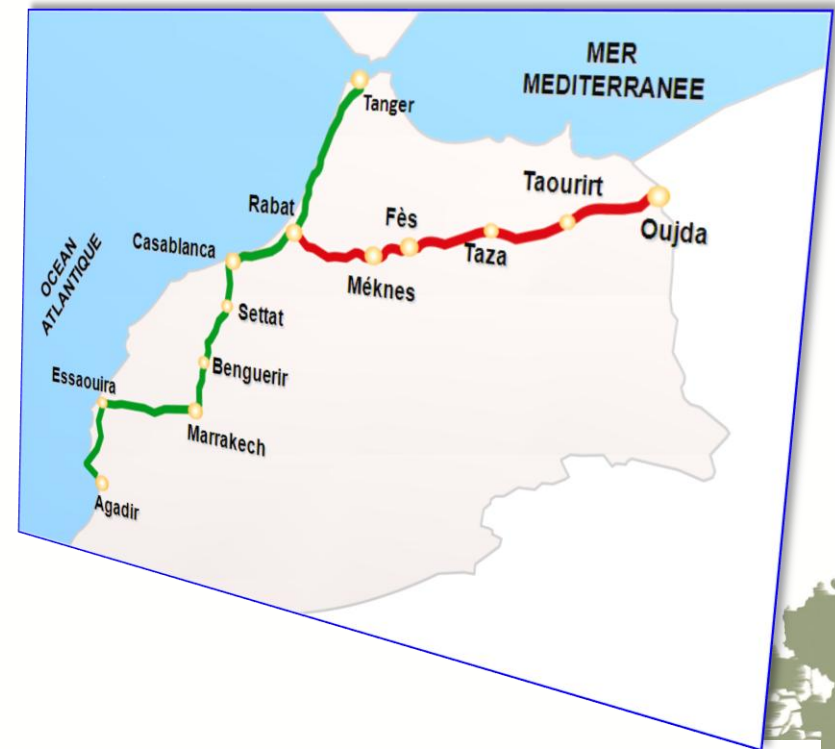 MER
MEDITERRANEE
Tanger
Taourirt
Rabat
Fès
Oujda
Casablanca
Taza
Méknes
OCEAN
ATLANTIQUE
Settat
Benguerir
Essaouira
Marrakech
Agadir